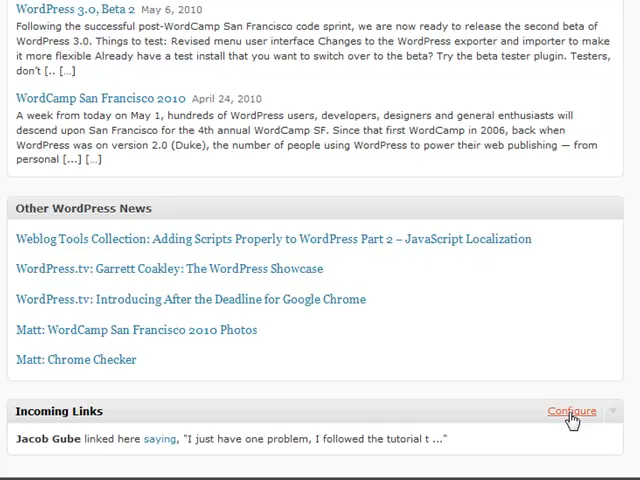 WordPress 3.0, Beta 2 May 6, 2010
Following the successful post-WordCamp San Francisco code sprint, we are now ready to release the second beta of
WordPress 3.0. Things to test: Revised menu user interface Changes to the WordPress exporter and importer to make
it more flexible Already have a test install that you want to switch over to the beta? Try the beta tester plugin. Testers,
don't [.. [...]
WordCamp San Francisco 2010 April 24, 2010
A week from today on May 1, hundreds of WordPress users, developers, designers and general enthusiasts will
descend upon San Francisco for the 4th annual WordCamp SF. Since that first WordCamp in 2006, back when
WordPress was on version 2.0 (Duke), the number of people using WordPress to power their web publishing — from
personal [...] [...]
Other WordPress News
Weblog Tools Collection: Adding Scripts Properly to WordPress Part 2 – JavaScript Localization
WordPress.tv: Garrett Coakley: The WordPress Showcase
WordPress.tv: Introducing After the Deadline for Google Chrome
Matt: WordCamp San Francisco 2010 Photos
Matt: Chrome Checker
Incoming Links Configure
Jacob Gube linked here saying, "I just have one problem, I followed the tutorial t ..."